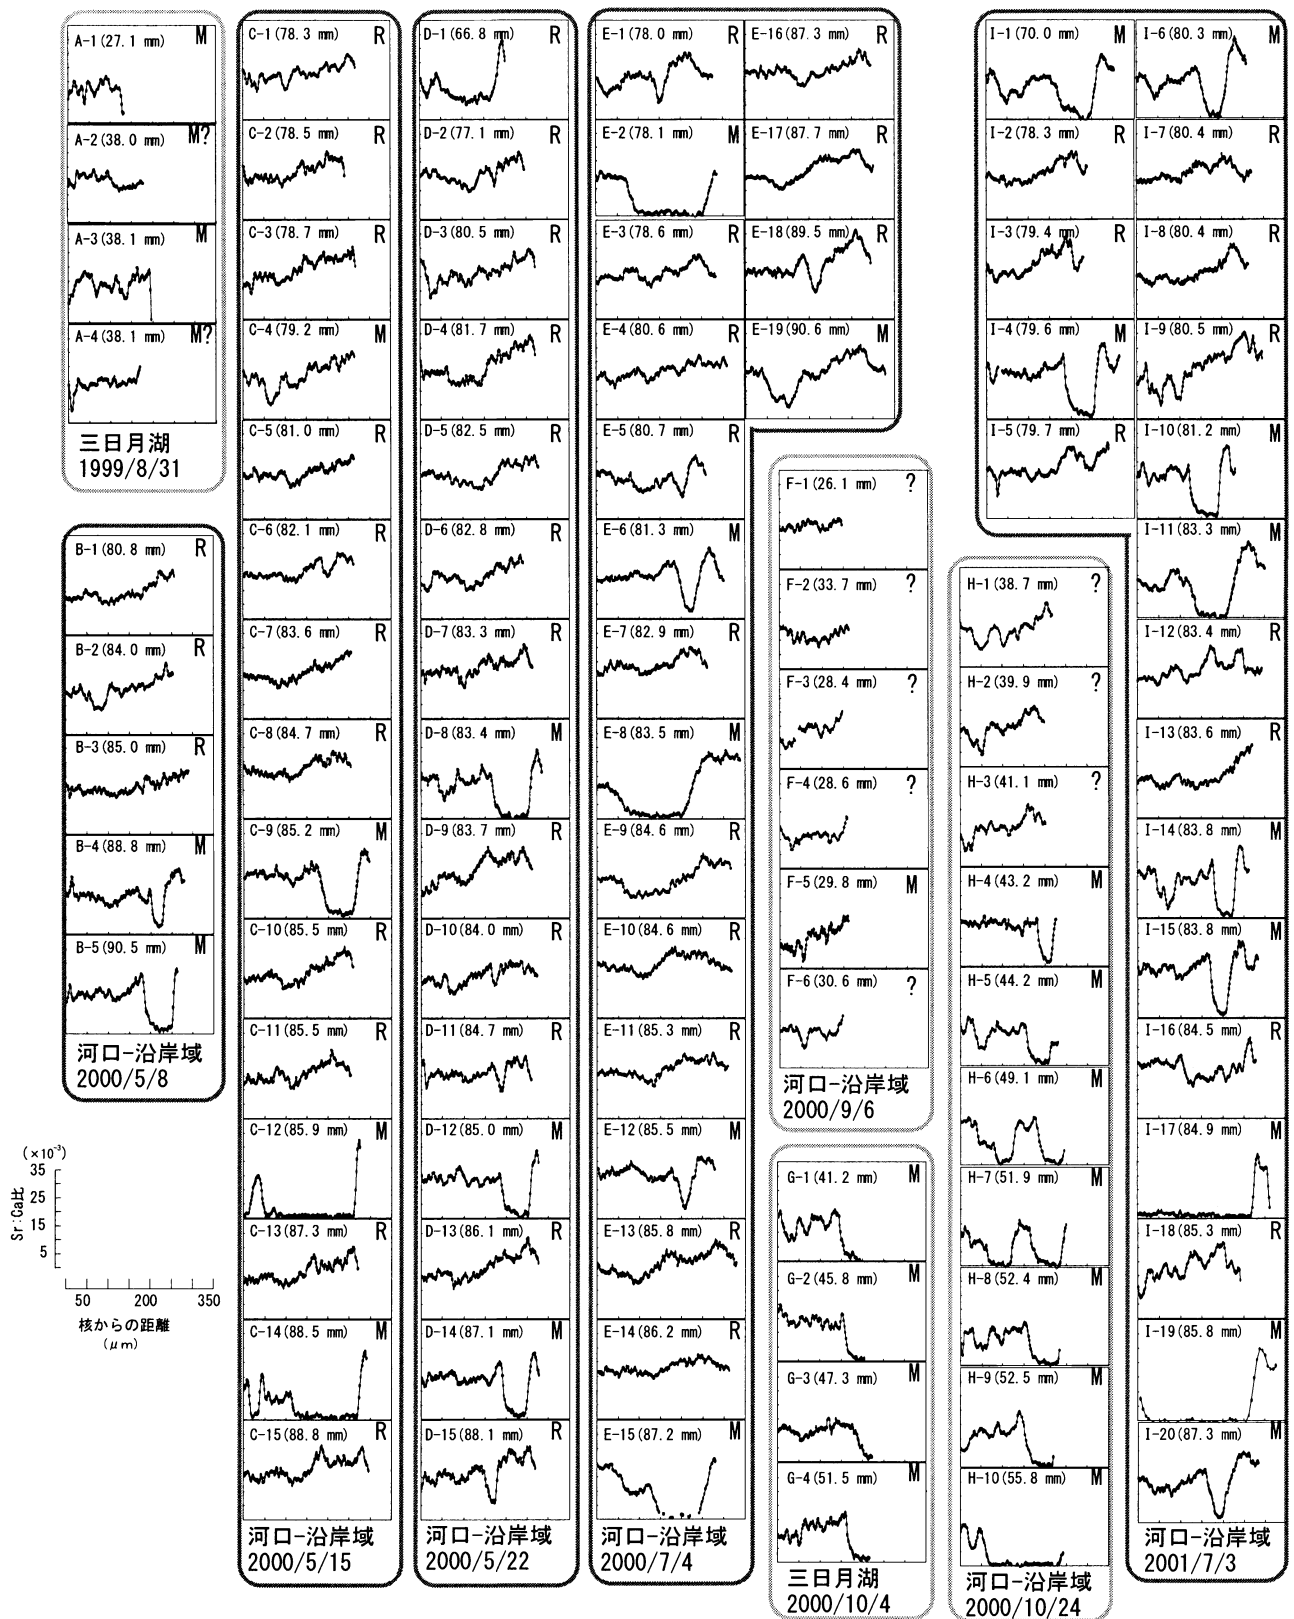 A-1(27.1 mm) M
A-2(38.0 mm) M?
A-3(38.1 mm) M
A-4(38.1 mm) M?
三日月湖
1999/8/31
B-1(80.8 mm) R
B-2(84.0 mm) R
B-3(85.0 mm) R
B-4(88.8 mm) M
B-5(90.5 mm) M
河口-沿岸域
2000/5/8
(×10⁻³)
35
25
15
5
Sr:Ca比
50 200 350
核からの距離
(μm)
C-1(78.3 mm) R
C-2(78.5 mm) R
C-3(78.7 mm) R
C-4(79.2 mm) M
C-5(81.0 mm) R
C-6(82.1 mm) R
C-7(83.6 mm) R
C-8(84.7 mm) R
C-9(85.2 mm) M
C-10(85.5 mm) R
C-11(85.5 mm) R
C-12(85.9 mm) M
C-13(87.3 mm) R
C-14(88.5 mm) M
C-15(88.8 mm) R
河口-沿岸域
2000/5/15
D-1(66.8 mm) R
D-2(77.1 mm) R
D-3(80.5 mm) R
D-4(81.7 mm) R
D-5(82.5 mm) R
D-6(82.8 mm) R
D-7(83.3 mm) R
D-8(83.4 mm) M
D-9(83.7 mm) R
D-10(84.0 mm) R
D-11(84.7 mm) R
D-12(85.0 mm) M
D-13(86.1 mm) R
D-14(87.1 mm) M
D-15(88.1 mm) R
河口-沿岸域
2000/5/22
E-1(78.0 mm) R
E-2(78.1 mm) M
E-3(78.6 mm) R
E-4(80.6 mm) R
E-5(80.7 mm) R
E-6(81.3 mm) M
E-7(82.9 mm) R
E-8(83.5 mm) M
E-9(84.6 mm) R
E-10(84.6 mm) R
E-11(85.3 mm) R
E-12(85.5 mm) M
E-13(85.8 mm) R
E-14(86.2 mm) R
E-15(87.2 mm) M
河口-沿岸域
2000/7/4
E-16(87.3 mm) R
E-17(87.7 mm) R
E-18(89.5 mm) R
E-19(90.6 mm) M
F-1(26.1 mm) ?
F-2(33.7 mm) ?
F-3(28.4 mm) ?
F-4(28.6 mm) ?
F-5(29.8 mm) M
F-6(30.6 mm) ?
河口-沿岸域
2000/9/6
G-1(41.2 mm) M
G-2(45.8 mm) M
G-3(47.3 mm) M
G-4(51.5 mm) M
三日月湖
2000/10/4
H-1(38.7 mm) ?
H-2(39.9 mm) ?
H-3(41.1 mm) ?
H-4(43.2 mm) M
H-5(44.2 mm) M
H-6(49.1 mm) M
H-7(51.9 mm) M
H-8(52.4 mm) M
H-9(52.5 mm) M
H-10(55.8 mm) M
河口-沿岸域
2000/10/24
I-1(70.0 mm) M
I-2(78.3 mm) R
I-3(79.4 mm) R
I-4(79.6 mm) M
I-5(79.7 mm) R
I-6(80.3 mm) M
I-7(80.4 mm) R
I-8(80.4 mm) R
I-9(80.5 mm) R
I-10(81.2 mm) M
I-11(83.3 mm) M
I-12(83.4 mm) R
I-13(83.6 mm) R
I-14(83.8 mm) M
I-15(83.8 mm) M
I-16(84.5 mm) R
I-17(84.9 mm) M
I-18(85.3 mm) R
I-19(85.8 mm) M
I-20(87.3 mm) M
河口-沿岸域
2001/7/3